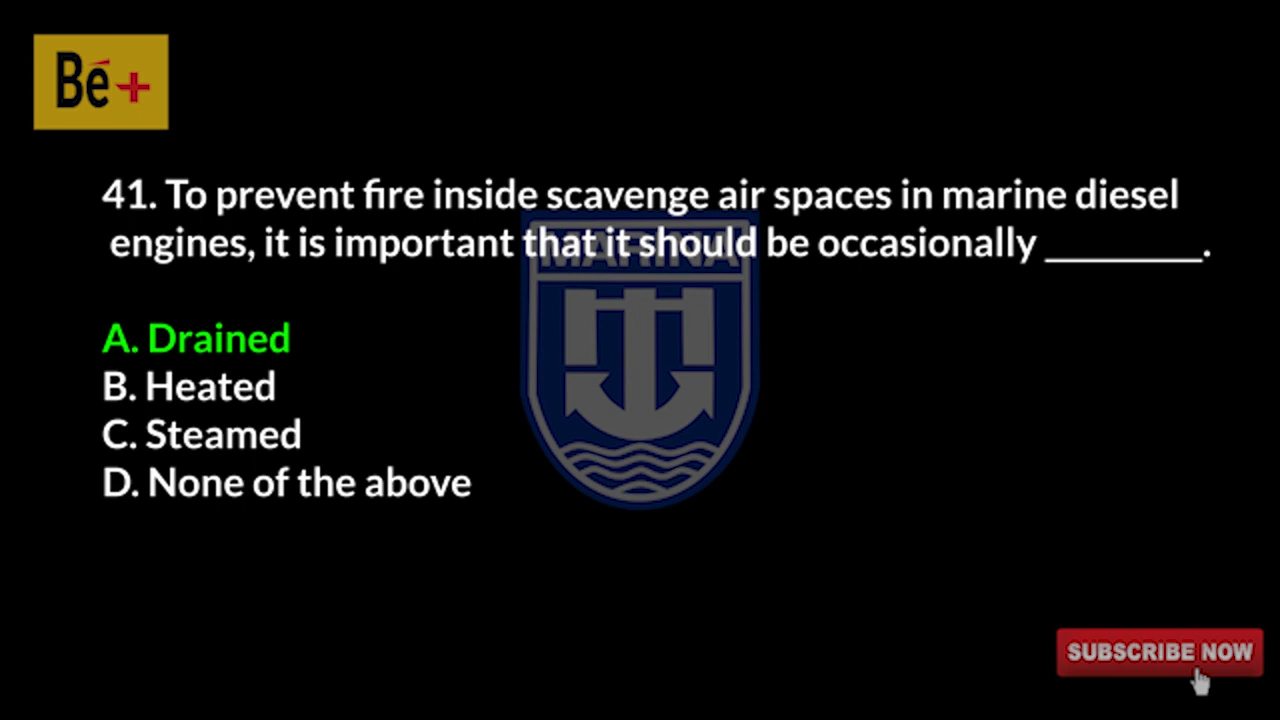 Bé+
41. To prevent fire inside scavenge air spaces in marine diesel
engines, it is important that it should be occasionally ________.
MARINA
A. Drained
B. Heated
C. Steamed
D. None of the above
SUBSCRIBE NOW